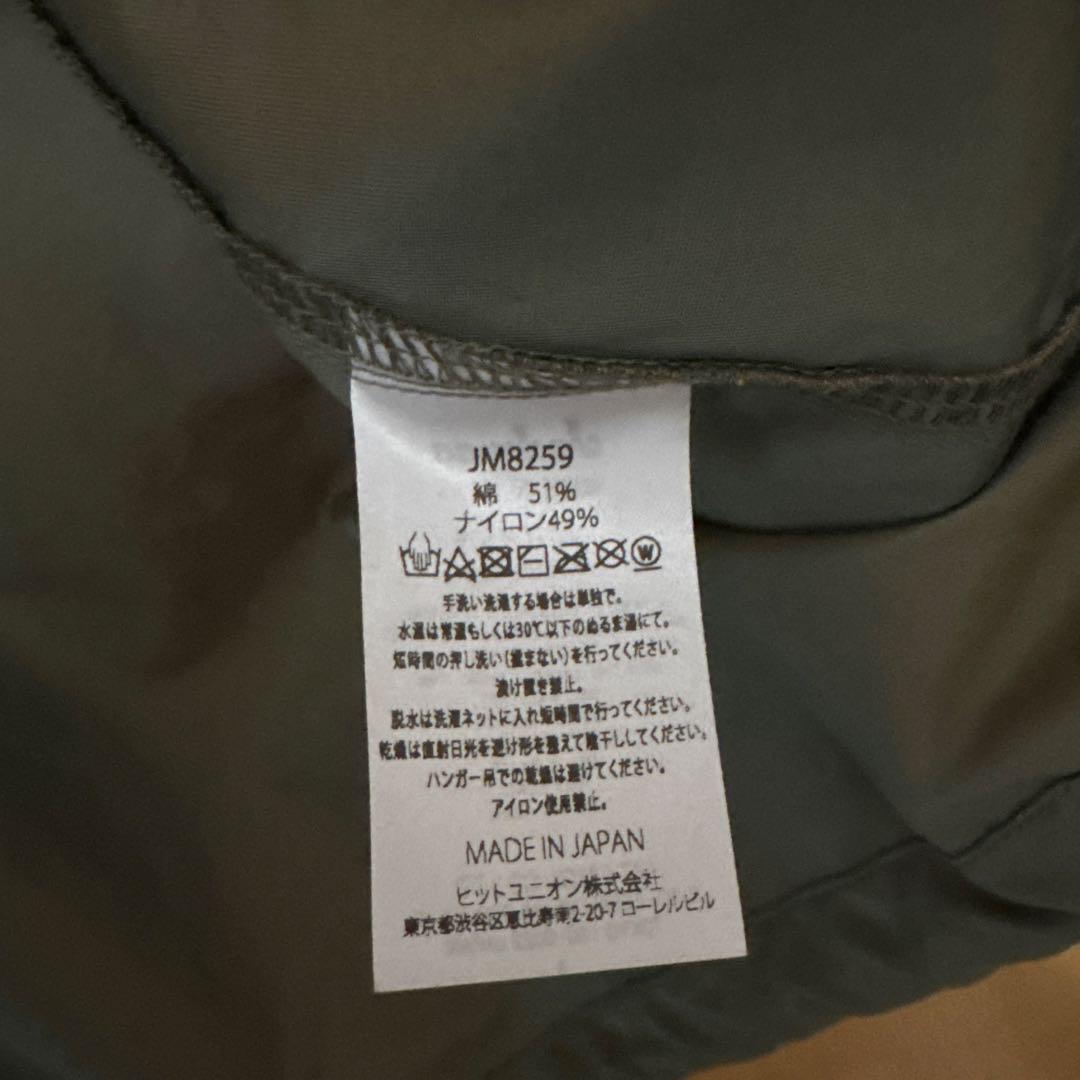 JM8259
綿 51%
ナイロン49%
W
手洗い洗濯する場合は単独で。
水温は常温もしくは30℃以下のぬるま湯にて。
短時間の押し洗い(揉まない)を行ってください。
漬け置き禁止。
脱水は洗濯ネットに入れ短時間で行ってください。
乾燥は直射日光を避け形を整えて陰干ししてください。
ハンガー吊での乾燥は避けてください。
アイロン使用禁止。
MADE IN JAPAN
ヒットユニオン株式会社
東京都渋谷区恵比寿南2-20-7 コーレルビル